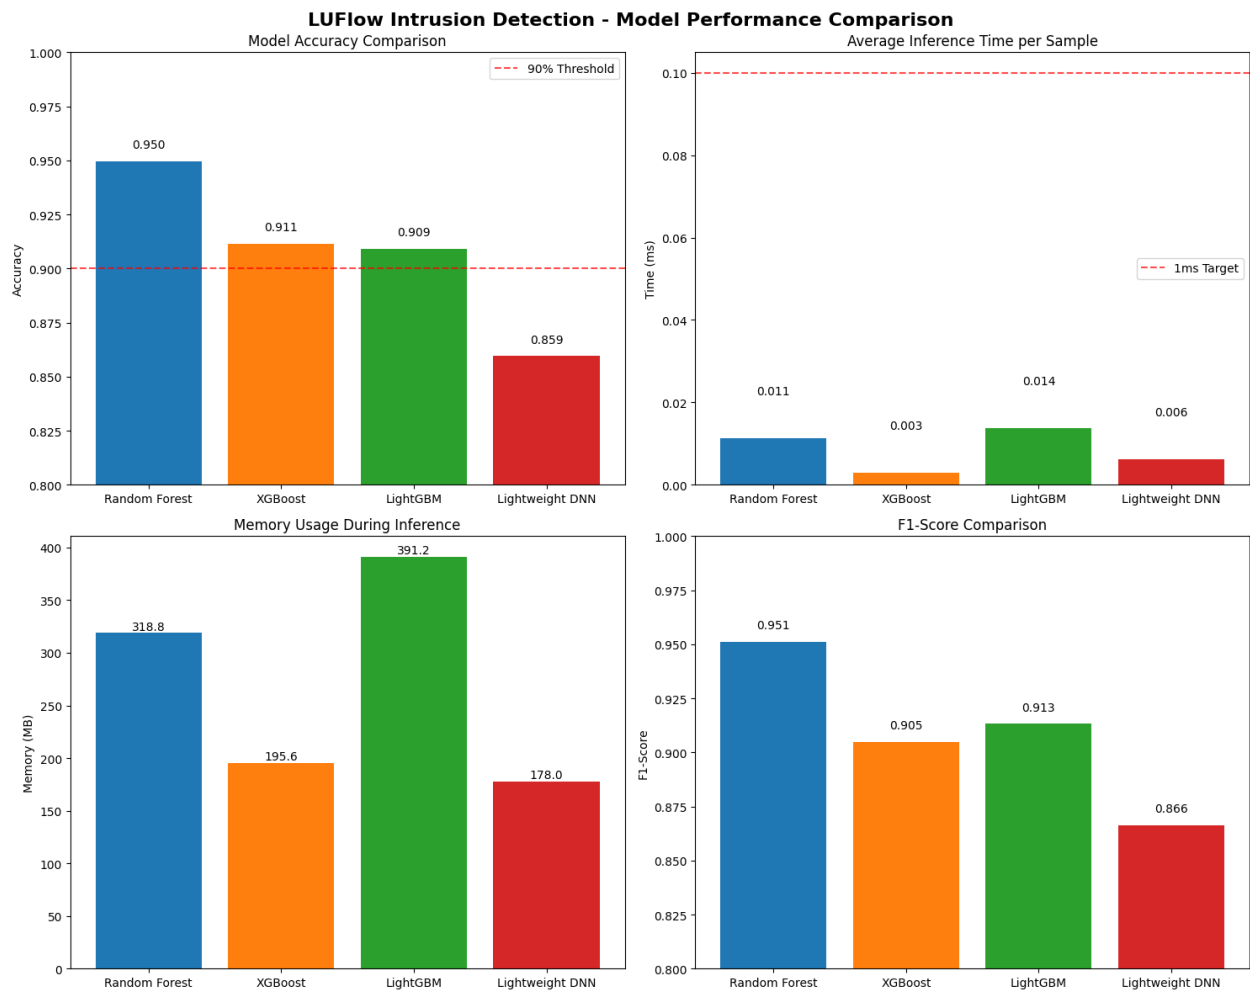 LUFlow Intrusion Detection - Model Performance Comparison
Model Accuracy Comparison
1.000
0.975
0.950
0.925
0.900
0.875
0.850
0.825
0.800
Accuracy
90% Threshold
0.950
0.911
0.909
0.859
Random Forest
XGBoost
LightGBM
Lightweight DNN
Average Inference Time per Sample
0.10
0.08
0.06
0.04
0.02
0.00
Time (ms)
1ms Target
0.011
0.003
0.014
0.006
Random Forest
XGBoost
LightGBM
Lightweight DNN
Memory Usage During Inference
400
350
300
250
200
150
100
50
0
Memory (MB)
318.8
195.6
391.2
178.0
Random Forest
XGBoost
LightGBM
Lightweight DNN
F1-Score Comparison
1.000
0.975
0.950
0.925
0.900
0.875
0.850
0.825
0.800
F1-Score
0.951
0.905
0.913
0.866
Random Forest
XGBoost
LightGBM
Lightweight DNN